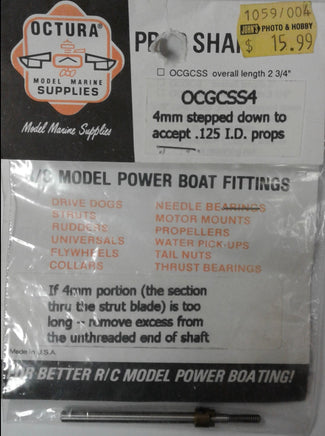 1059/004
JOHN'S PHOTO & HOBBY
$ 15.99
OCTURA®
MODEL MARINE
SUPPLIES
Model Marine Supplies
OCGCSS overall length 2 3/4"
OCGCSS4
4mm stepped down to
accept .125 I.D. props
R/C MODEL POWER BOAT FITTINGS
DRIVE DOGS
STRUTS
RUDDERS
UNIVERSALS
FLYWHEELS
COLLARS
NEEDLE BEARINGS
MOTOR MOUNTS
PROPELLERS
WATER PICK-UPS
TAIL NUTS
THRUST BEARINGS
If 4mm portion (the section
thru the strut blade) is too
long -- remove excess from
the unthreaded end of shaft
Made in U.S.A.
FOR BETTER R/C MODEL POWER BOATING!